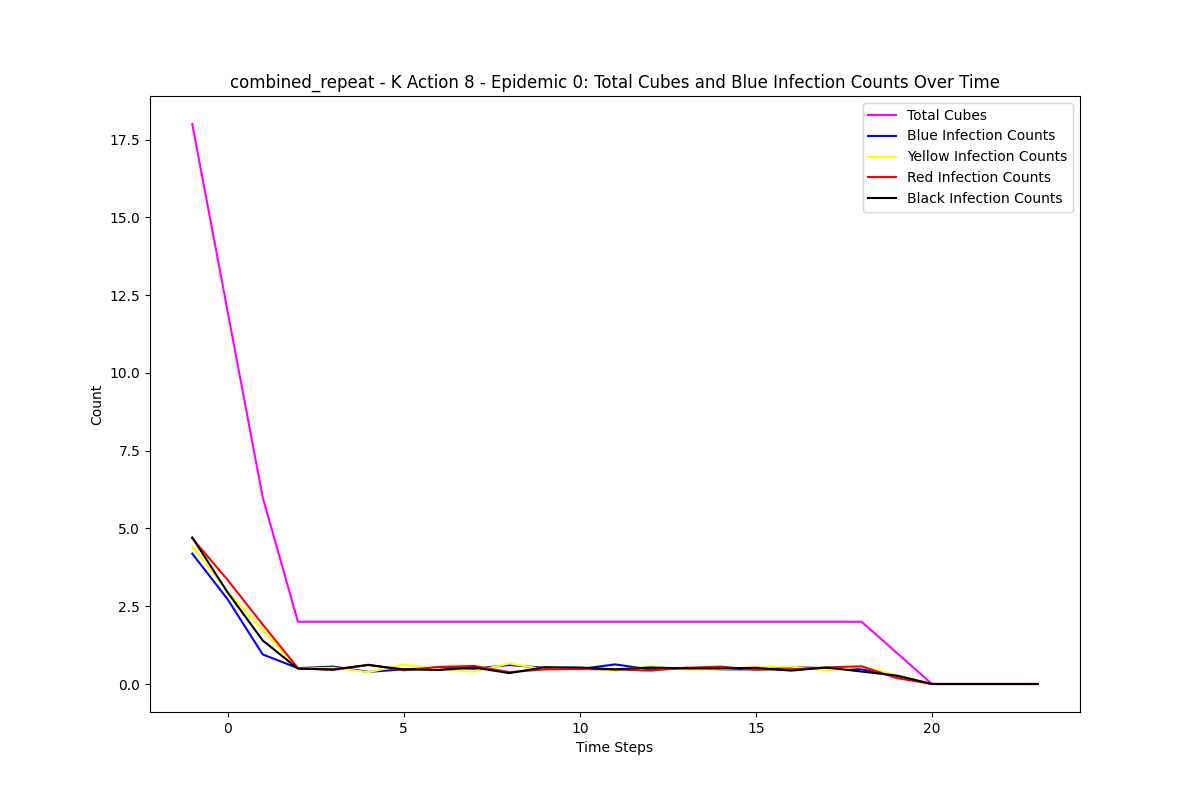 combined_repeat - K Action 8 - Epidemic 0: Total Cubes and Blue Infection Counts Over Time
Total Cubes
Blue Infection Counts
Yellow Infection Counts
Red Infection Counts
Black Infection Counts
Count
17.5
15.0
12.5
10.0
7.5
5.0
2.5
0.0
0 5 10 15 20
Time Steps